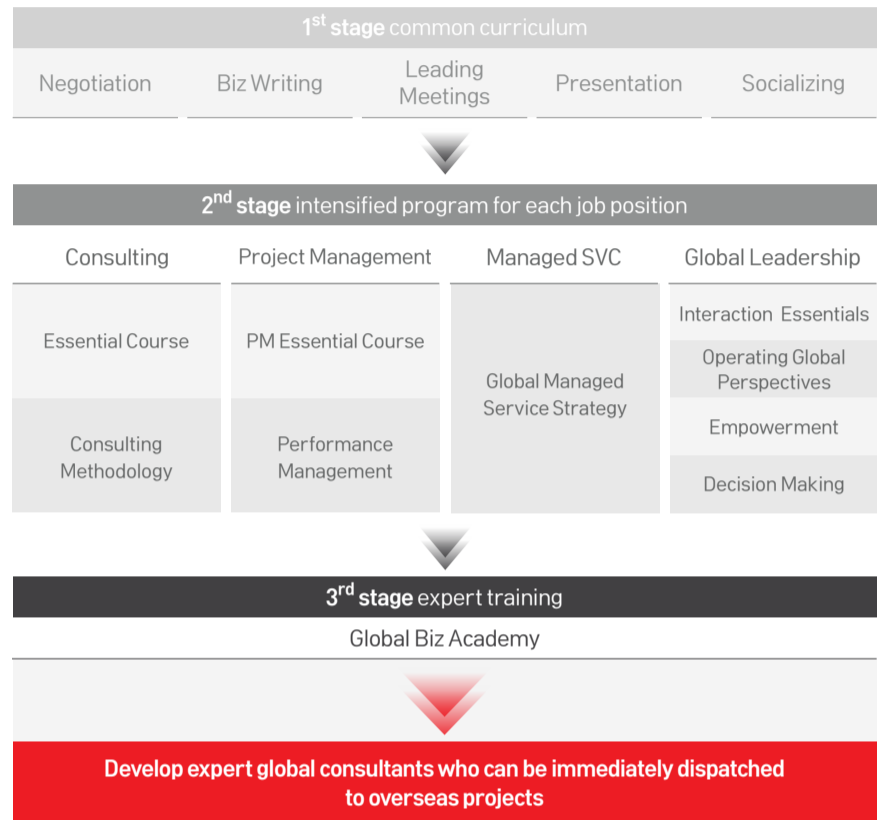 1st stage common curriculum
Negotiation
Biz Writing
Leading
Meetings
Presentation
Socializing
2nd stage intensified program for each job position
Consulting
Project Management
Managed SVC
Global Leadership
Essential Course
Consulting
Methodology
PM Essential Course
Performance
Management
Global Managed
Service Strategy
Interaction Essentials
Operating Global
Perspectives
Empowerment
Decision Making
3rd stage expert training
Global Biz Academy
Develop expert global consultants who can be immediately dispatched
to overseas projects